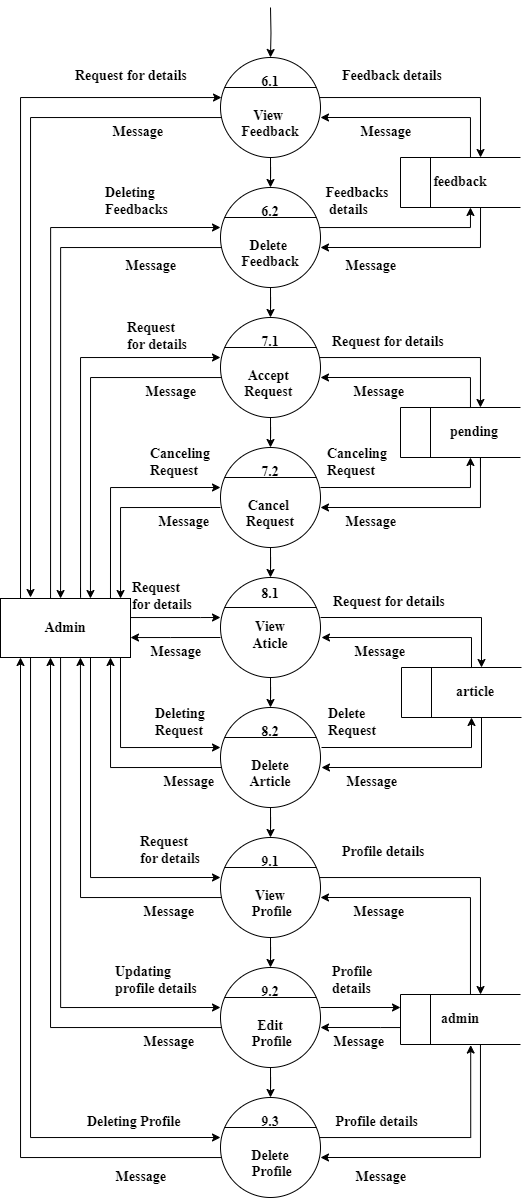 Request for details
6.1
Feedback details
View
Feedback
Message
Message
feedback
Deleting
Feedbacks
6.2
Feedbacks
details
Delete
Feedback
Message
Message
Request
for details
7.1
Request for details
Accept
Request
Message
Message
pending
Canceling
Request
7.2
Canceling
Request
Cancel
Request
Message
Message
Request
for details
8.1
Request for details
Admin
View
Aticle
Message
Message
article
Deleting
Request
8.2
Delete
Request
Delete
Article
Message
Message
Request
for details
9.1
Profile details
View
Profile
Message
Message
Updating
profile details
9.2
Profile
details
admin
Edit
Profile
Message
Message
Deleting Profile
9.3
Profile details
Delete
Profile
Message
Message